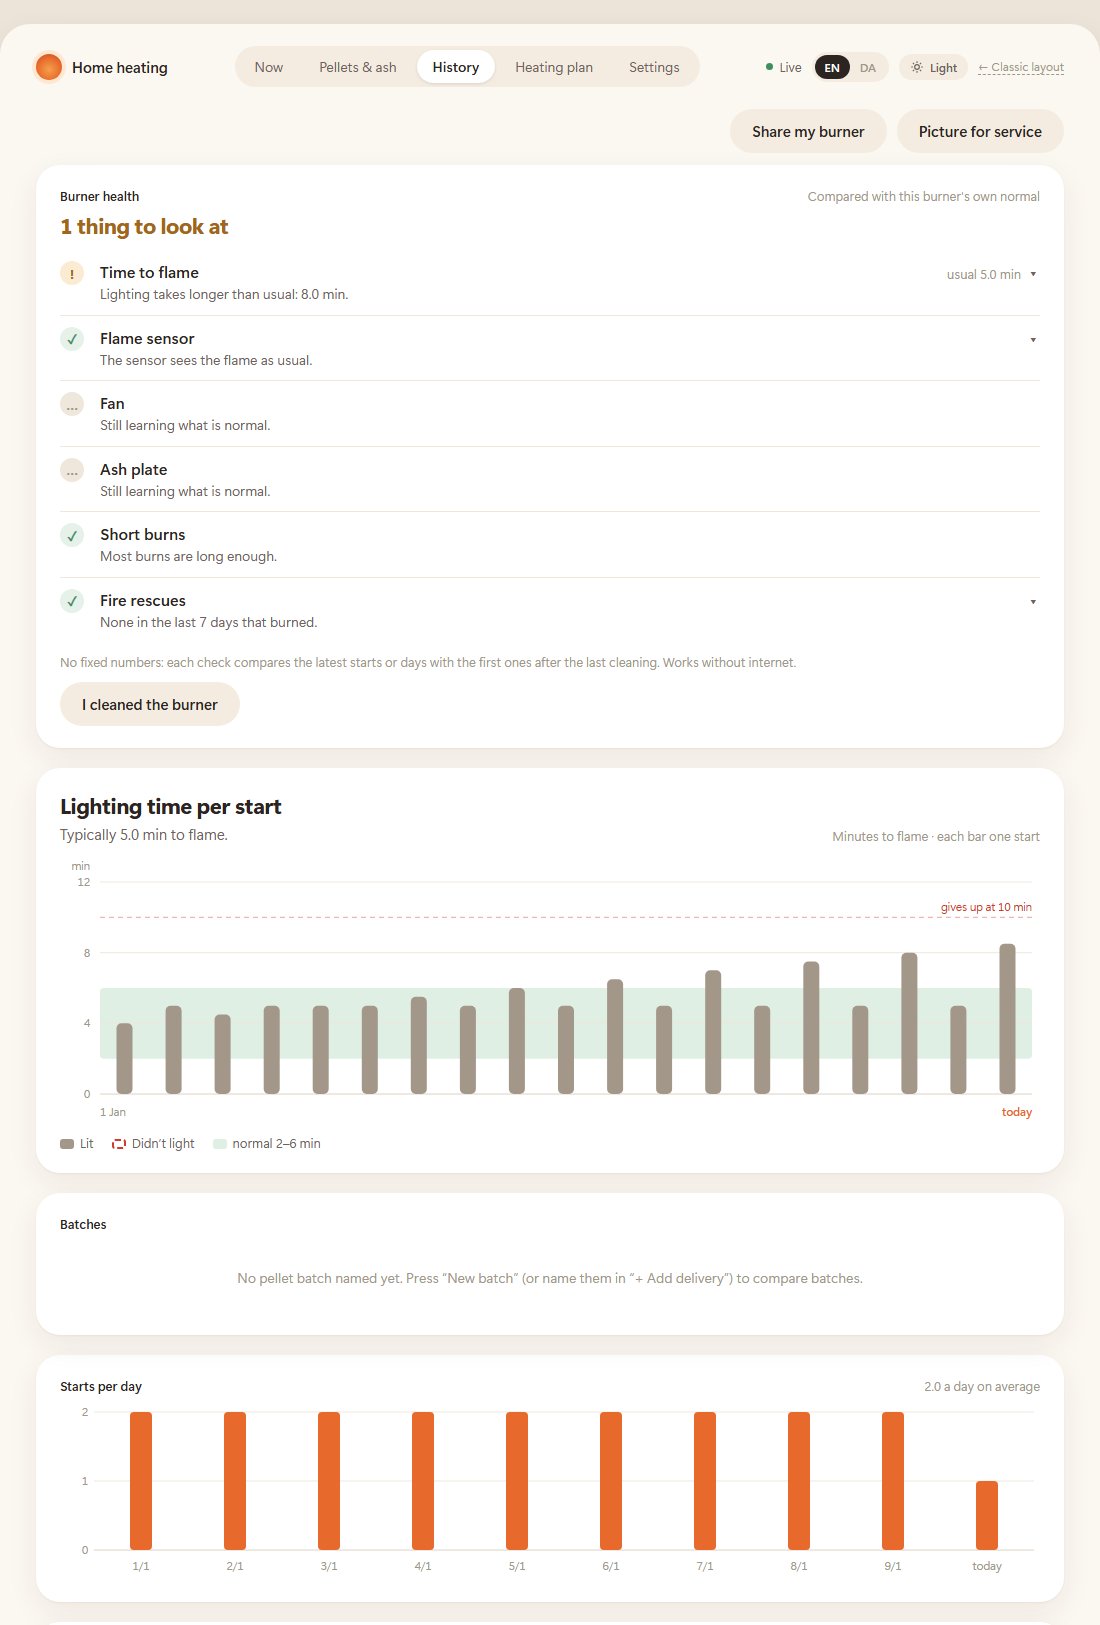 Home heating
Now
Pellets & ash
History
Heating plan
Settings
Live
EN
DA
Light
← Classic layout
Share my burner
Picture for service
Burner health
Compared with this burner's own normal
1 thing to look at
!
Time to flame
usual 5.0 min
Lighting takes longer than usual: 8.0 min.
✓
Flame sensor
The sensor sees the flame as usual.
...
Fan
Still learning what is normal.
...
Ash plate
Still learning what is normal.
✓
Short burns
Most burns are long enough.
✓
Fire rescues
None in the last 7 days that burned.
No fixed numbers: each check compares the latest starts or days with the first ones after the last cleaning. Works without internet.
I cleaned the burner
Lighting time per start
Typically 5.0 min to flame.
Minutes to flame · each bar one start
min
12
gives up at 10 min
8
4
0
1 Jan
today
Lit
Didn't light
normal 2–6 min
Batches
No pellet batch named yet. Press “New batch” (or name them in “+ Add delivery”) to compare batches.
Starts per day
2.0 a day on average
2
1
0
1/1
2/1
3/1
4/1
5/1
6/1
7/1
8/1
9/1
today